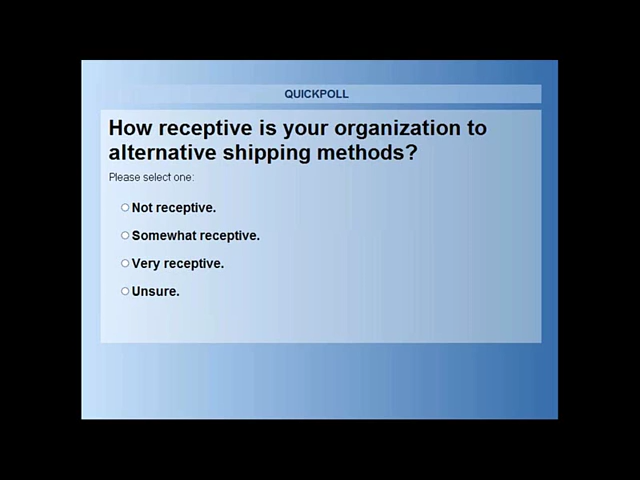 QUICKPOLL
How receptive is your organization to
alternative shipping methods?
Please select one:
Not receptive.
Somewhat receptive.
Very receptive.
Unsure.